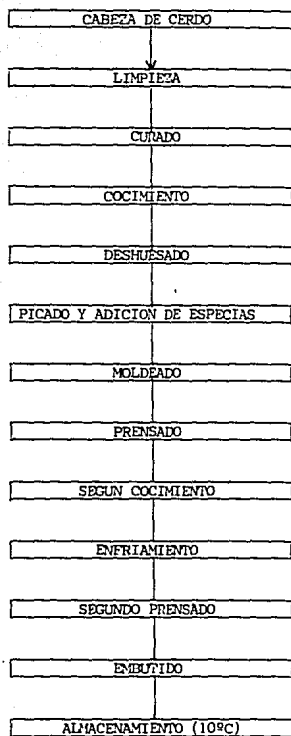 CABEZA DE CERDO
LIMPIEZA
CURADO
COCIMIENTO
DESHUESADO
PICADO Y ADICION DE ESPECIAS
MOLDEADO
PRENSADO
SEGUN COCIMIENTO
ENFRIAMIENTO
SEGUNDO PRENSADO
EMBUTIDO
ALMACENAMIENTO (10ºC)